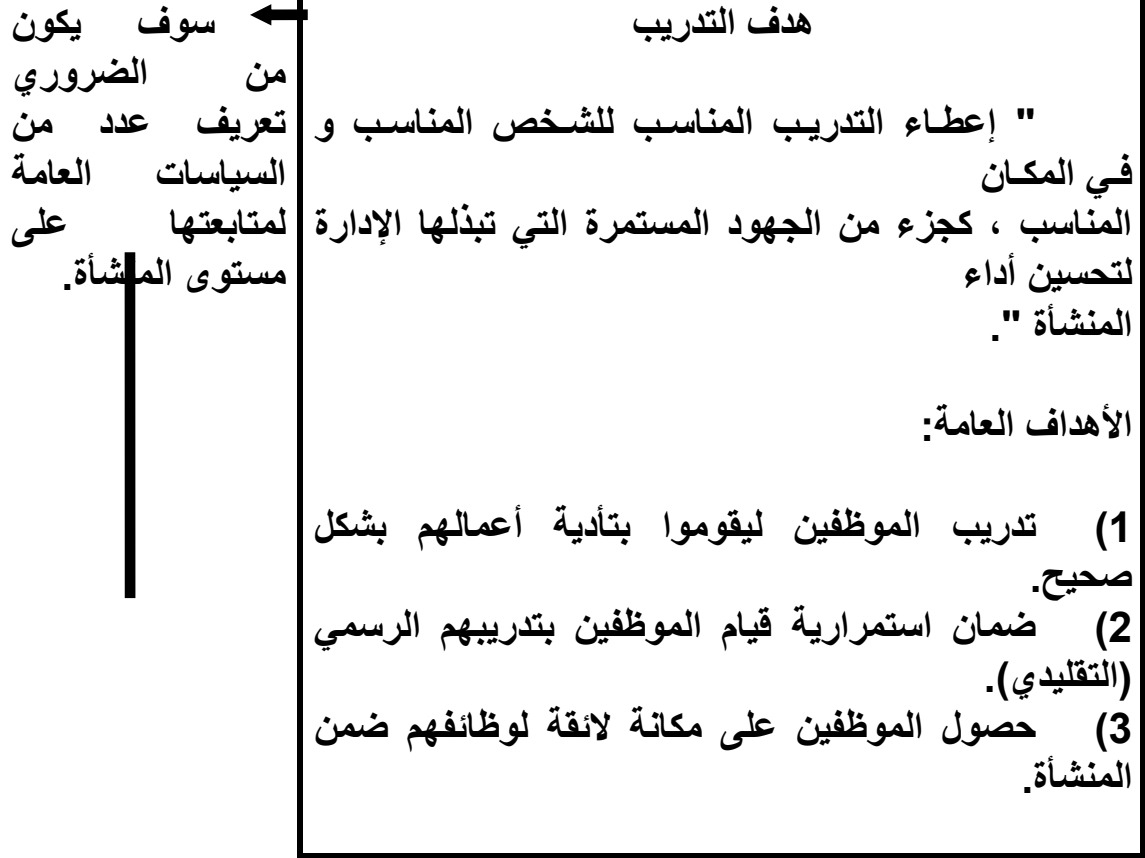 هدف التدريب
" إعطاء التدريب المناسب للشخص المناسب و
في المكان
المناسب ، كجزء من الجهود المستمرة التي تبذلها الإدارة
لتحسين أداء
المنشأة ".
الأهداف العامة:
1) تدريب الموظفين ليقوموا بتأدية أعمالهم بشكل
صحيح.
2) ضمان استمرارية قيام الموظفين بتدريبهم الرسمي
(التقليدي).
3) حصول الموظفين على مكانة لائقة لوظائفهم ضمن
المنشأة.
سوف يكون
من الضروري
تعريف عدد من
السياسات العامة
لمتابعتها على
مستوى المنشأة.